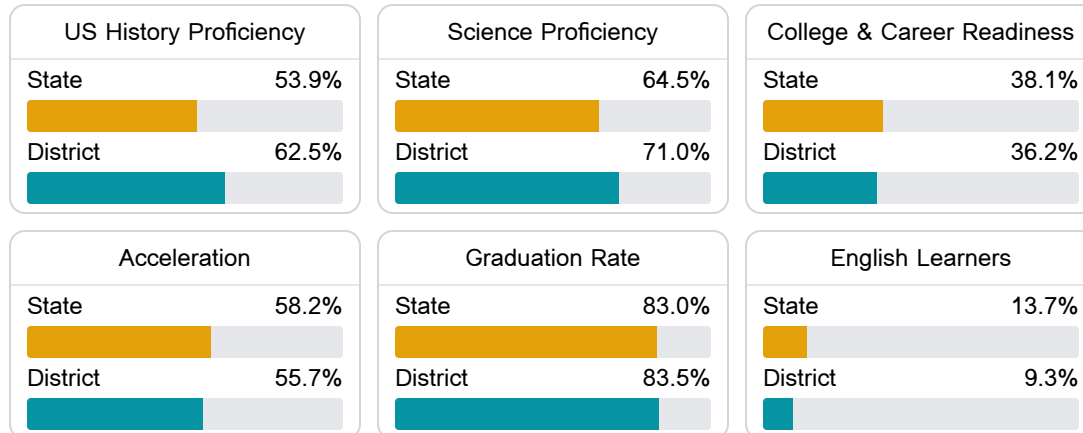 US History Proficiency
State 53.9%
District 62.5%
Science Proficiency
State 64.5%
District 71.0%
College & Career Readiness
State 38.1%
District 36.2%
Acceleration
State 58.2%
District 55.7%
Graduation Rate
State 83.0%
District 83.5%
English Learners
State 13.7%
District 9.3%